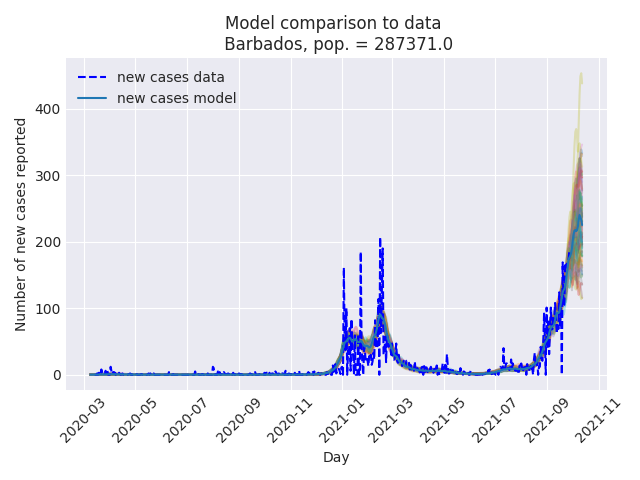 Model comparison to data
Barbados, pop. = 287371.0
new cases data
new cases model
Number of new cases reported
400
300
200
100
0
2020-03
2020-05
2020-07
2020-09
2020-11
2021-01
2021-03
2021-05
2021-07
2021-09
2021-11
Day